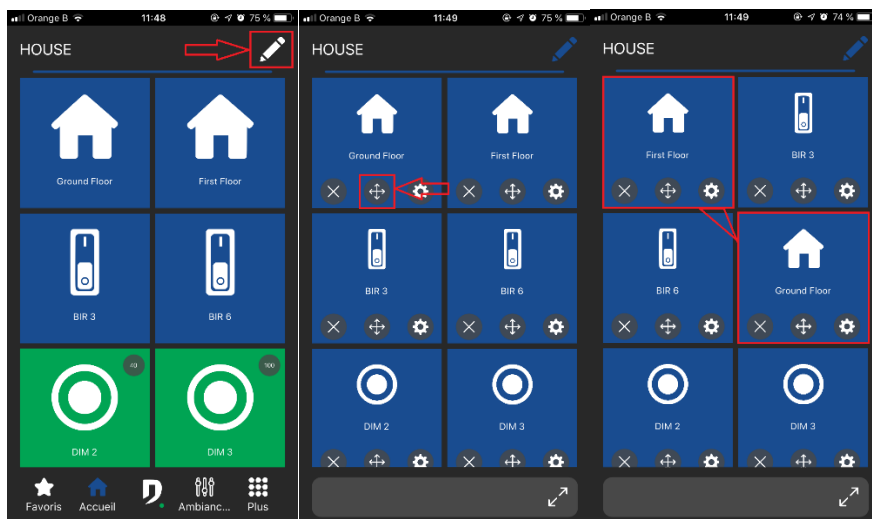 Orange B 11:48 75 %
HOUSE
Ground Floor First Floor
BIR 3 BIR 6
40 100
DIM 2 DIM 3
Favoris Accueil Ambianc... Plus
Orange B 11:49 75 %
HOUSE
Ground Floor First Floor
BIR 3 BIR 6
DIM 2 DIM 3
Orange B 11:49 74 %
HOUSE
First Floor BIR 3
BIR 6 Ground Floor
DIM 2 DIM 3